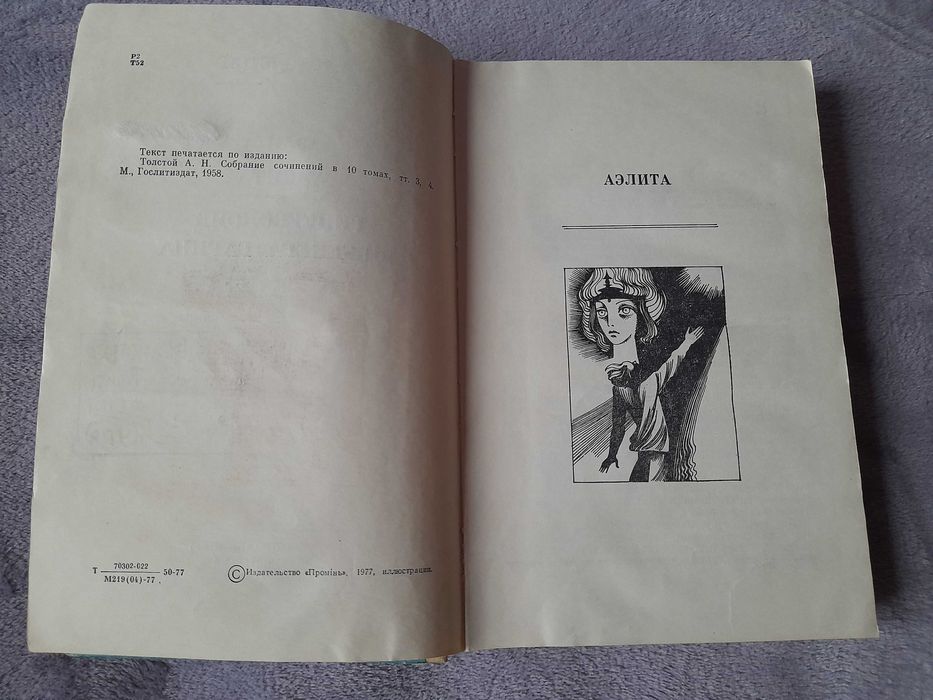 Р2
Т52
Текст печатается по изданию:
Толстой А. Н. Собрание сочинений в 10 томах, тт. 3, 4.
М., Гослитиздат, 1958.
70302-022
Т 50-77
М219(04)-77
© Издательство «Промінь», 1977, иллюстрации.
АЭЛИТА